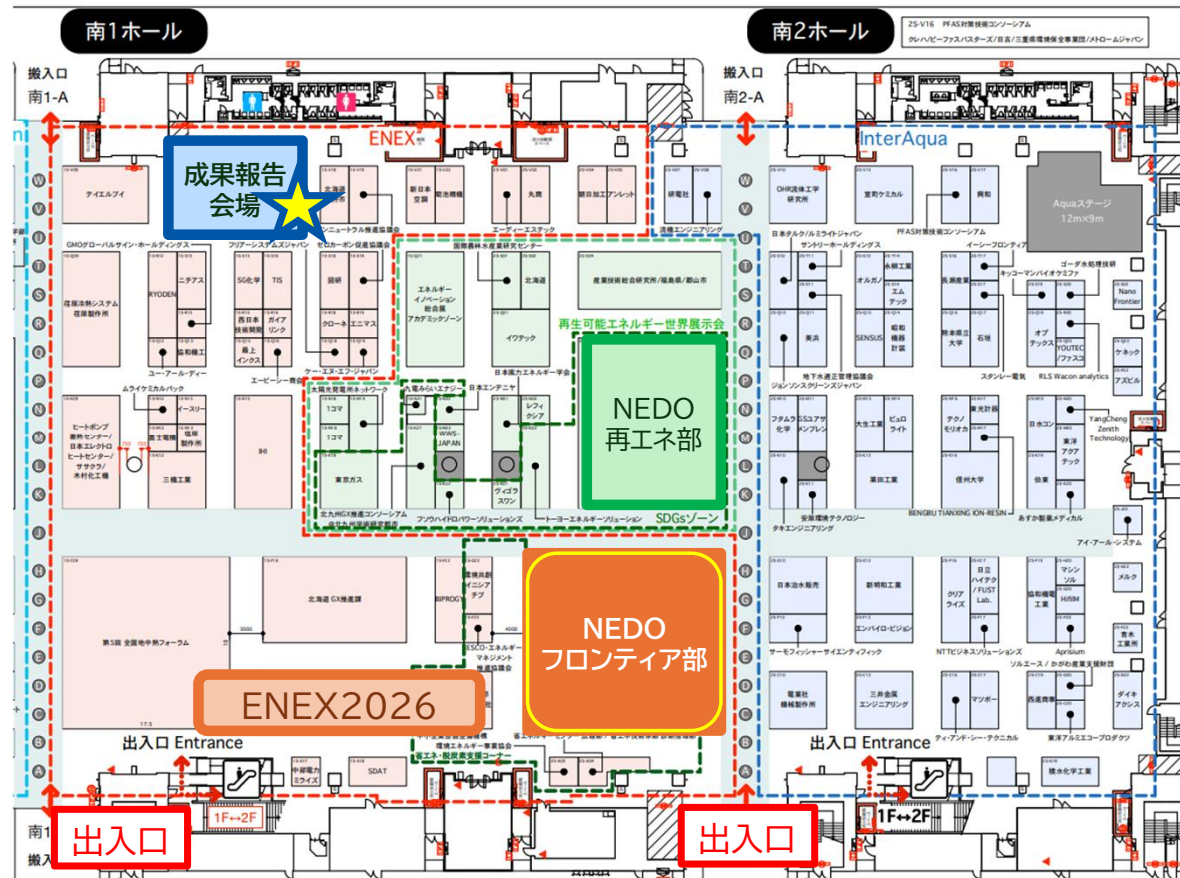 南1ホール
南2ホール
2S-V16 PFAS対策技術コンソーシアム
クレハ/ピーファスバスターズ/日吉/三重県環境保全事業団/メトロームジャパン
搬入口
南1-A
搬入口
南2-A
ENEX
InterAqua
成果報告
会場
テイエルブイ
新日本
空調
菊池積機
丸商
朝日加工
アンレット
研電社
OHR流体工学
研究所
室町ケミカル
興和
Aquaステージ
12m×9m
エーディーエステック
流機エンジニアリング
PFAS対策技術コンソーシアム
GMOグローバルサイン・ホールディングス
フリアーシステムズジャパン
ゼロカーボン促進協議会
国際農林水産業研究センター
日本タルク/ルミライトジャパン
サントリーホールディングス
イーシーフロンティア
ゴーダ水処理技研
キッコーマンバイオケミファ
荏原冷熱システム
荏原製作所
RYODEN
ニチアス
SG化学
TIS
エネルギー
イノベーション
総合展
アカデミックゾーン
北海道
産業技術総合研究所/福島県/郡山市
オルガノ
水機工業
エム
テック
長瀬産業
Nano
Frontier
西日本
技術開発
ガイア
リンク
クローネ
エニマス
イワテック
再生可能エネルギー世界展示会
美浜
SENSUS
昭和
機器
計装
熊本県立
大学
石垣
オプ
テックス
YOUTEC
/ファスコ
ケネック
協和機工
最上
インクス
ユー・アール・ディー
エービーシー商会
ケー・エヌ・エフ・ジャパン
日本風力エネルギー学会
地下水適正管理協議会
ジョンソンスクリーンズジャパン
スタンレー電気
RLS Wacon analytics
アズビル
ムライケミカルパック
太陽光発電所ネットワーク
九電みらいエナジー
日本エンヂニヤ
NEDO
再エネ部
ヒートポンプ
蓄熱センター/
日本エレクトロ
ヒートセンター/
ササクラ/
木村化工機
イースリー
富士電機
塩原
製作所
三機工業
IHI
1コマ
1コマ
東京ガス
WWS-
JAPAN
レフィ
クシア
ヴィゴラ
スワン
フタムラ
化学
GSユアサ
メンブレン
大生工業
ピュロ
ライト
テクノ
モリオカ
東光計器
日水コン
東洋
アクア
テック
YangCheng
Zenith
Technology
栗田工業
信州大学
倍東
北九州GX推進コンソーシアム
@北九州学術研究都市
フソウハイドロパワーソリューションズ
トーヨーエネルギーソリューション
SDGsゾーン
安斎環境テクノロジー
タキエンジニアリング
BENGBU TIANXING ION-RESIN
あすか製薬メディカル
アイ・アール・システム
第5回 全国地中熱フォーラム
北海道 GX推進課
BIPROGY
環境共創
イニシア
チブ
NEDO
フロンティア部
日本治水販売
新明和工業
クリア
ライズ
日立
ハイテク
/ FUST
Lab.
協和機電
工業
マシン
ソル
HifiIM
メルク
ESCO・エネルギー
マネジメント
推進協議会
エンバイロ・ビジョン
サーモフィッシャーサイエンティフィック
NTTビジネスソリューションズ
Aprisium
青木
工業所
ソルエース / かがわ産業支援財団
ENEX2026
電業社
機械製作所
三井金属
エンジニアリング
マツボー
西進商事
ダイキ
アクシス
ティ・アンド・シー・テクニカル
東洋アルミエコープロダクツ
17.5
出入口 Entrance
環境エネルギー事業協会
省エネ・脱炭素支援コーナー
出入口 Entrance
中部電力
ミライズ
SDAT
積水化学工業
1F↔2F
1F↔2F
出入口
出入口